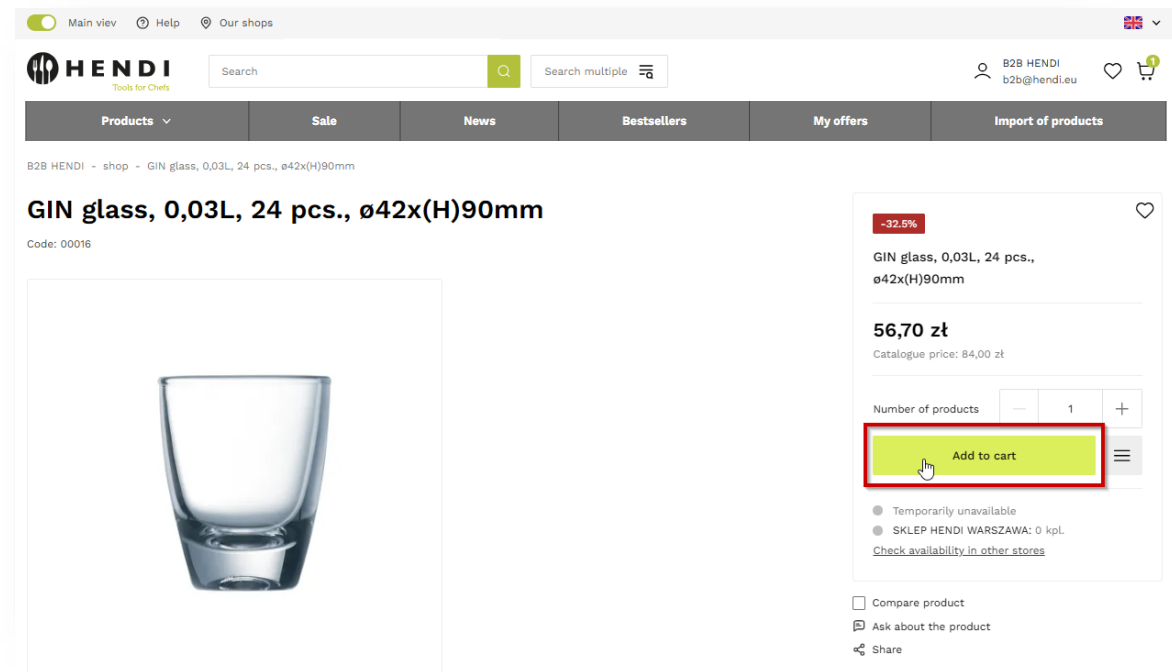 Main viev
Help
Our shops
HENDI
Tools for Chefs
Search
Search multiple
B2B HENDI
b2b@hendi.eu
1
Products
Sale
News
Bestsellers
My offers
Import of products
B2B HENDI - shop - GIN glass, 0,03L, 24 pcs., ø42x(H)90mm
GIN glass, 0,03L, 24 pcs., ø42x(H)90mm
Code: 00016
-32.5%
GIN glass, 0,03L, 24 pcs.,
ø42x(H)90mm
56,70 zł
Catalogue price: 84,00 zł
Number of products
1
Add to cart
Temporarily unavailable
SKLEP HENDI WARSZAWA: 0 kpl.
Check availability in other stores
Compare product
Ask about the product
Share